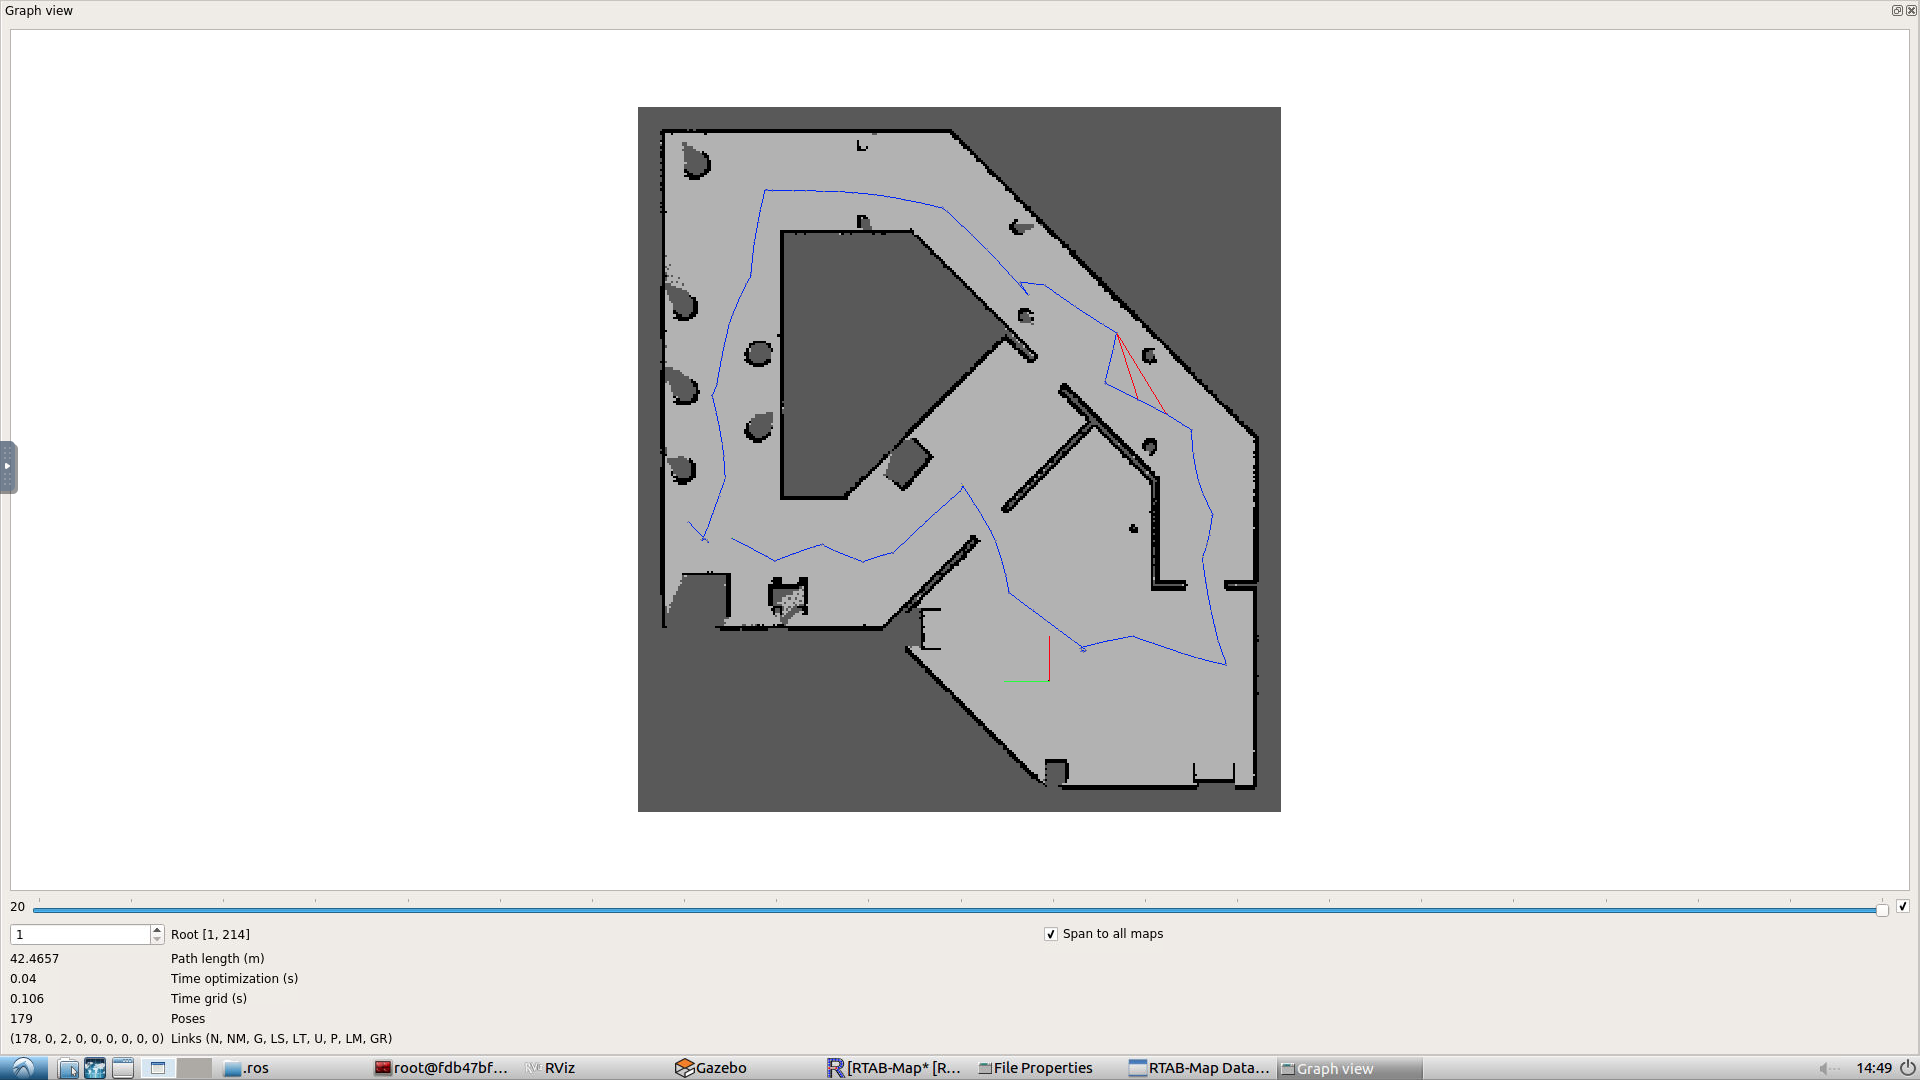 Graph view
20
1 Root [1, 214]
Span to all maps
42.4657 Path length (m)
0.04 Time optimization (s)
0.106 Time grid (s)
179 Poses
(178, 0, 2, 0, 0, 0, 0, 0, 0) Links (N, NM, G, LS, LT, U, P, LM, GR)
.ros root@fdb47bf... RViz Gazebo [RTAB-Map* [R... File Properties RTAB-Map Data... Graph view 14:49